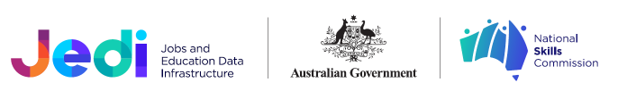 Jedi
Jobs and
Education Data
Infrastructure
Australian Government
National
Skills
Commission